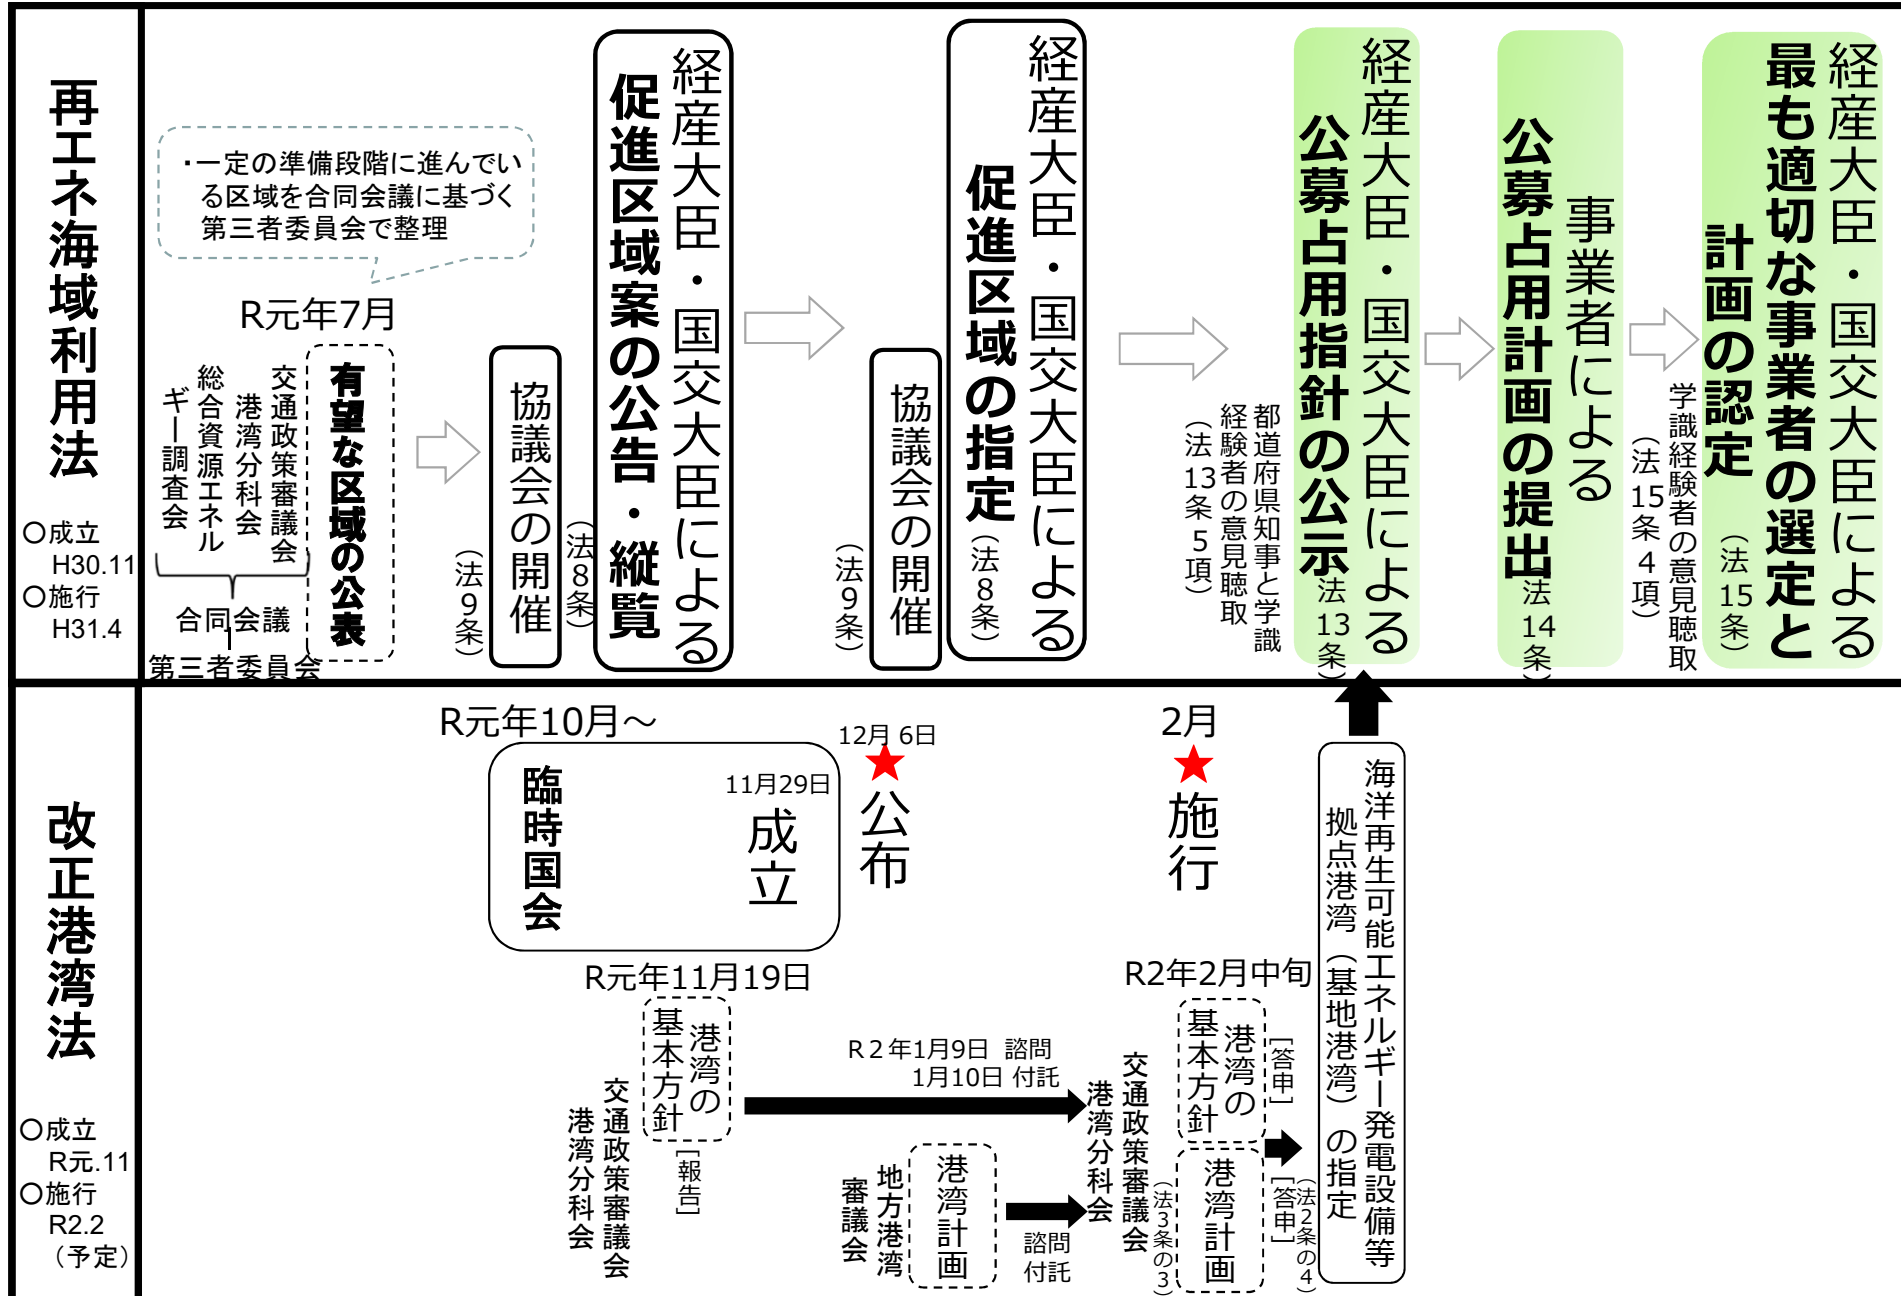 再エネ海域利用法
〇成立
H30.11
〇施行
H31.4
・一定の準備段階に進んでい
る区域を合同会議に基づく
第三者委員会で整理
R元年7月
有望な区域の公表
交通政策審議会
港湾分科会
総合資源エネル
ギー調査会
合同会議
第三者委員会
協議会の開催
（法9条）
経産大臣・国交大臣による
促進区域案の公告・縦覧
（法8条）
協議会の開催
（法9条）
経産大臣・国交大臣による
促進区域の指定
（法8条）
都道府県知事と学識
経験者の意見聴取
（法13条5項）
経産大臣・国交大臣による
公募占用指針の公示
（法13条）
事業者による
公募占用計画の提出
（法14条）
学識経験者の意見聴取
（法15条4項）
経産大臣・国交大臣による
最も適切な事業者の選定と
計画の認定
（法15条）
改正港湾法
〇成立
R元.11
〇施行
R2.2
（予定）
R元年10月～
臨時国会
11月29日
成立
12月 6日
公布
2月
施行
R元年11月19日
港湾の
基本方針
［報告］
交通政策審議会
港湾分科会
R２年1月9日 諮問
1月10日 付託
地方港湾
審議会
港湾計画
諮問
付託
R2年2月中旬
交通政策審議会
港湾分科会
港湾の
基本方針
［答申］
港湾計画
（法3条の3）
［答申］
（法2条の4）
海洋再生可能エネルギー発電設備等
拠点港湾（基地港湾）の指定